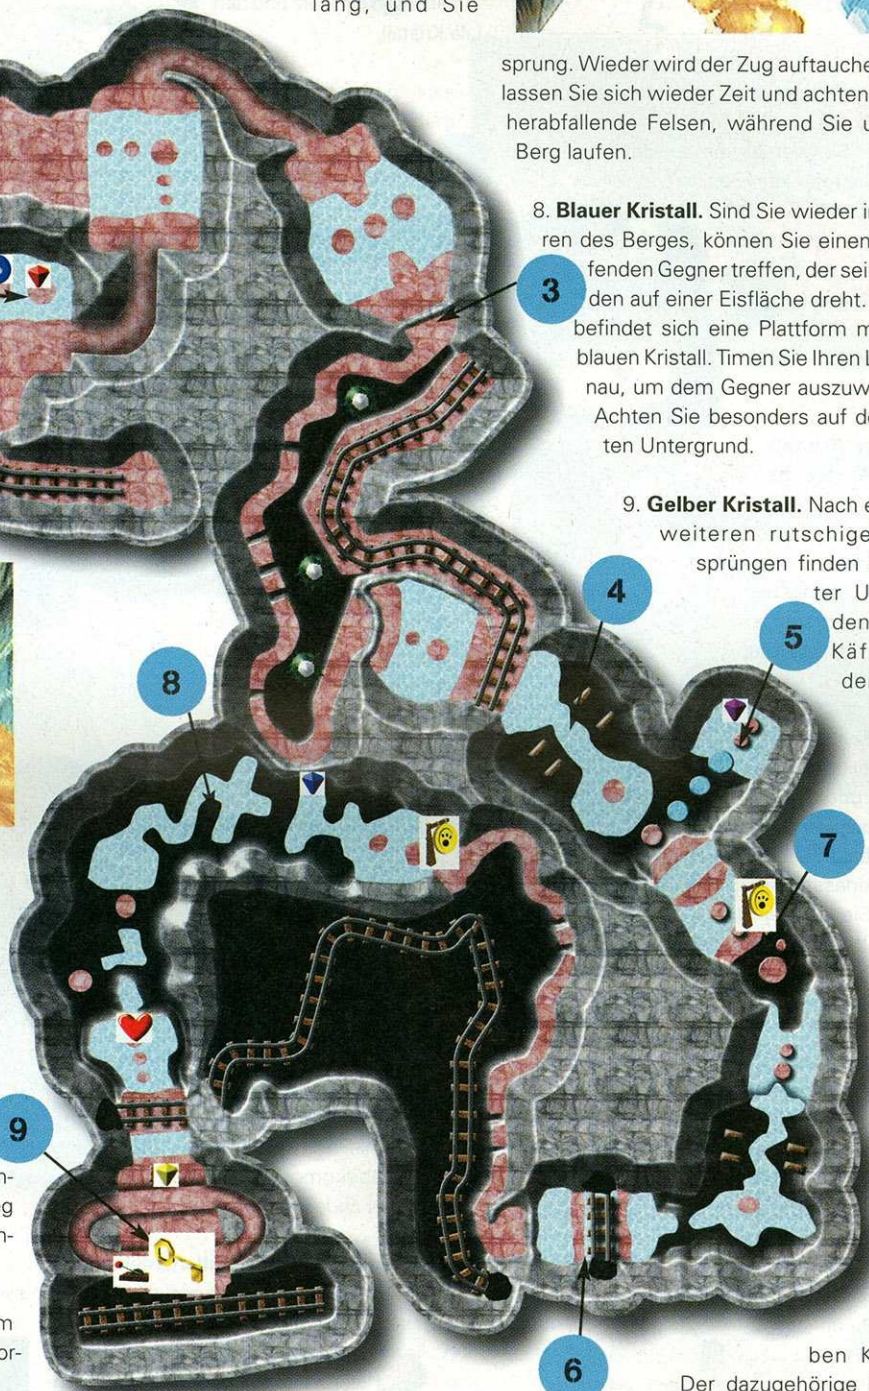 lang, und Sie
sprung. Wieder wird der Zug auftauche
lassen Sie sich wieder Zeit und achten
herabfallende Felsen, während Sie u
Berg laufen.
8. Blauer Kristall. Sind Sie wieder i
ren des Berges, können Sie einen
fenden Gegner treffen, der sei
den auf einer Eisfläche dreht.
befindet sich eine Plattform m
blauen Kristall. Timen Sie Ihren L
nau, um dem Gegner auszuw
Achten Sie besonders auf de
ten Untergrund.
9. Gelber Kristall. Nach e
weiteren rutschige
sprüngen finden
ter U
den
Käf
de
3
4
5
8
7
9
6
n-
eg
n-
m
or-
ben K
Der dazugehörige